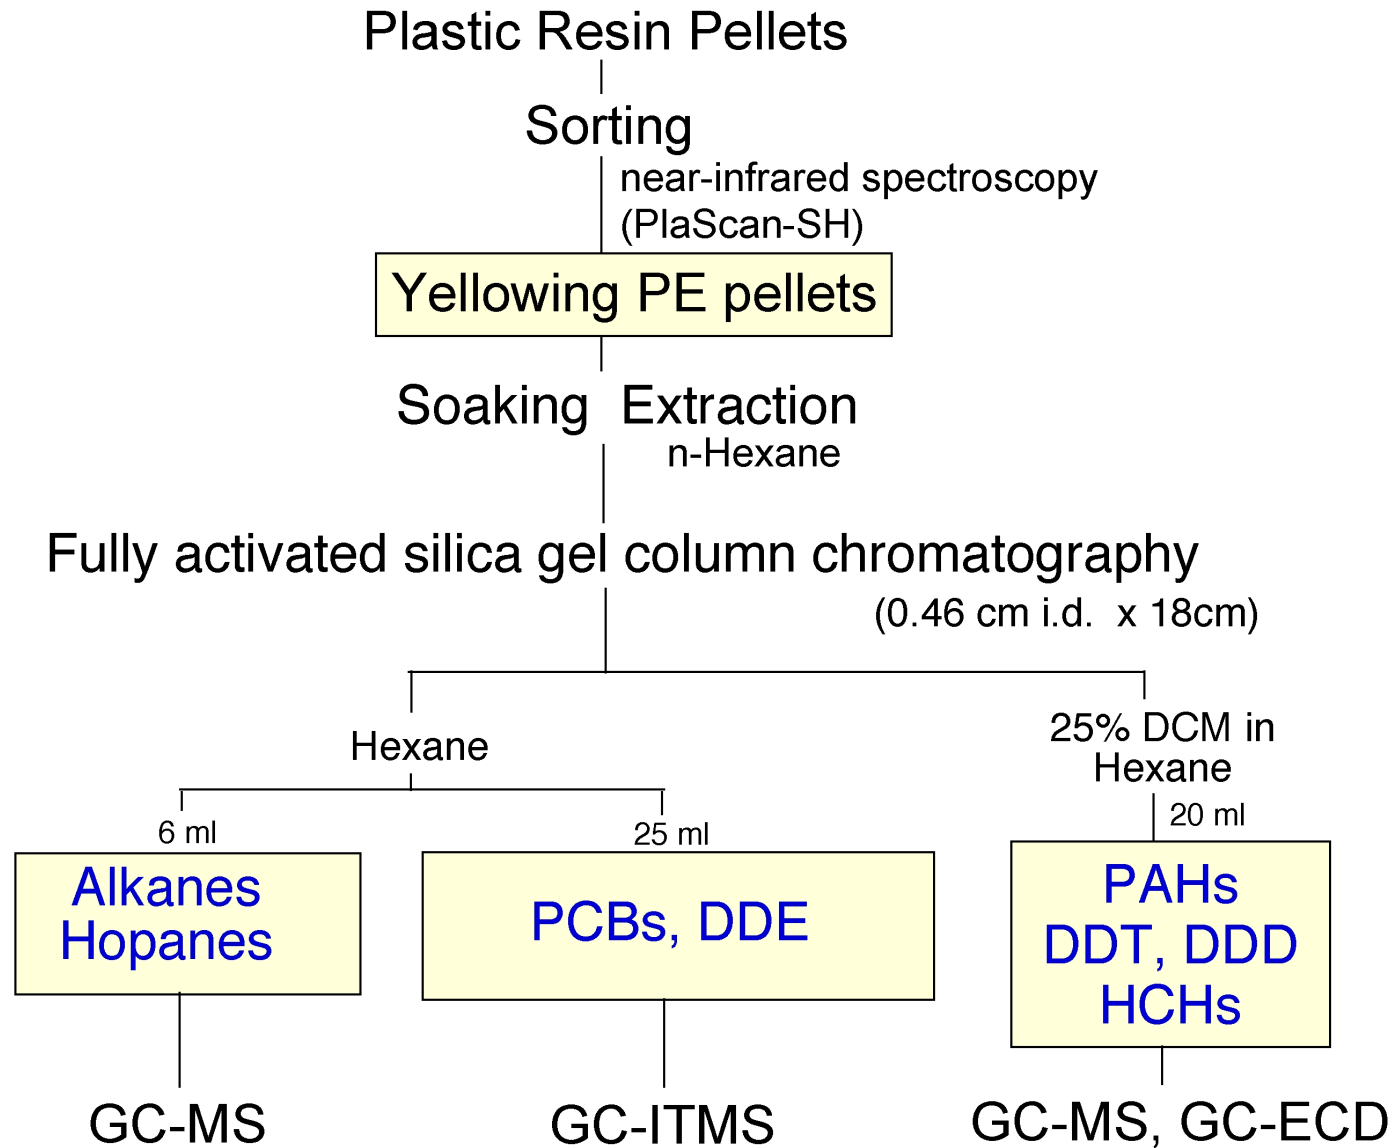 Plastic Resin Pellets
Sorting
near-infrared spectroscopy
(PlaScan-SH)
Yellowing PE pellets
Soaking Extraction
n-Hexane
Fully activated silica gel column chromatography
(0.46 cm i.d. x 18cm)
Hexane
25% DCM in
Hexane
6 ml
25 ml
20 ml
Alkanes
Hopanes
PCBs, DDE
PAHs
DDT, DDD
HCHs
GC-MS
GC-ITMS
GC-MS, GC-ECD